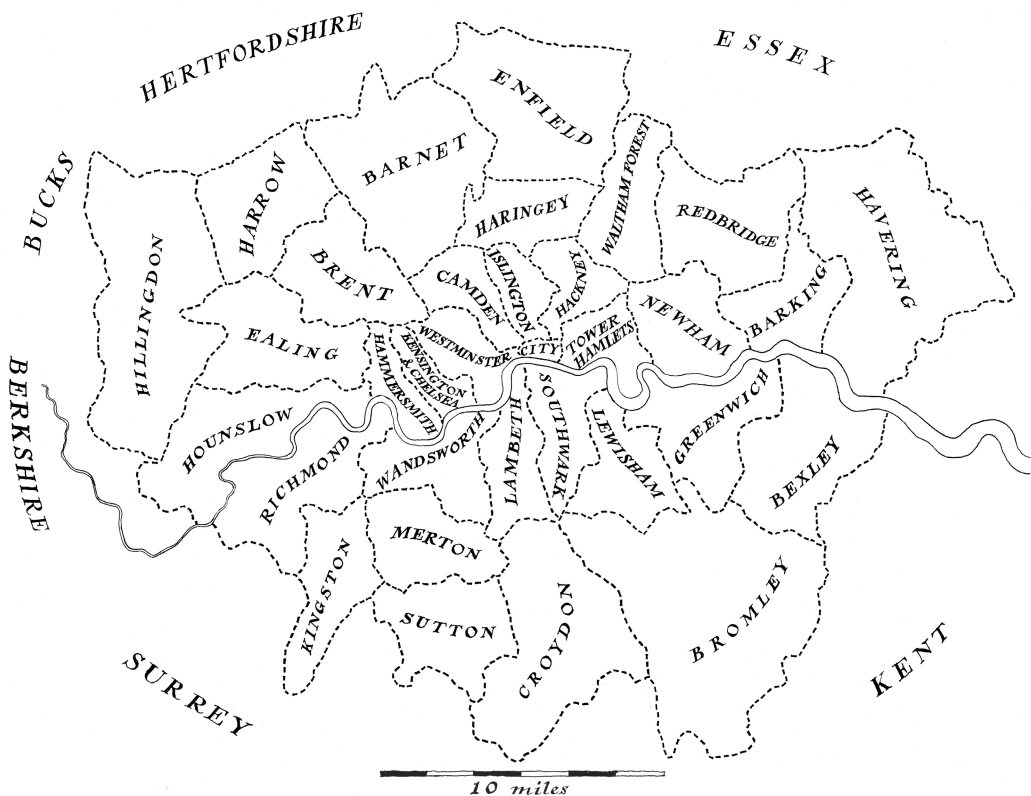 HERTFORDSHIRE
ESSEX
BUCKS
ENFIELD
BARNET
HARROW
WALTHAM FOREST
REDBRIDGE
HAVERING
HARINGEY
HILLINGDON
BRENT
CAMDEN
ISLINGTON
HACKNEY
BARKING
NEWHAM
EALING
HAMMERSMITH
KENSINGTON
& CHELSEA
WESTMINSTER
CITY
TOWER
HAMLETS
BERKSHIRE
HOUNSLOW
RICHMOND
WANDSWORTH
LAMBETH
SOUTHWARK
LEWISHAM
GREENWICH
BEXLEY
MERTON
KINGSTON
SUTTON
CROYDON
BROMLEY
SURREY
KENT
10 miles